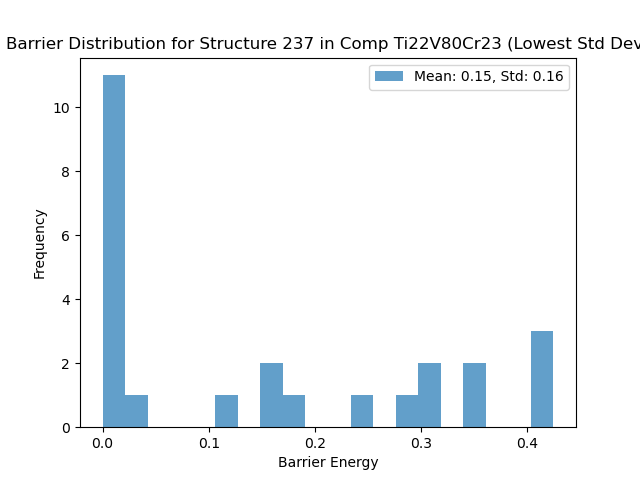 Barrier Distribution for Structure 237 in Comp Ti22V80Cr23 (Lowest Std Dev
Mean: 0.15, Std: 0.16
10
8
6
4
2
0
Frequency
0.0 0.1 0.2 0.3 0.4
Barrier Energy